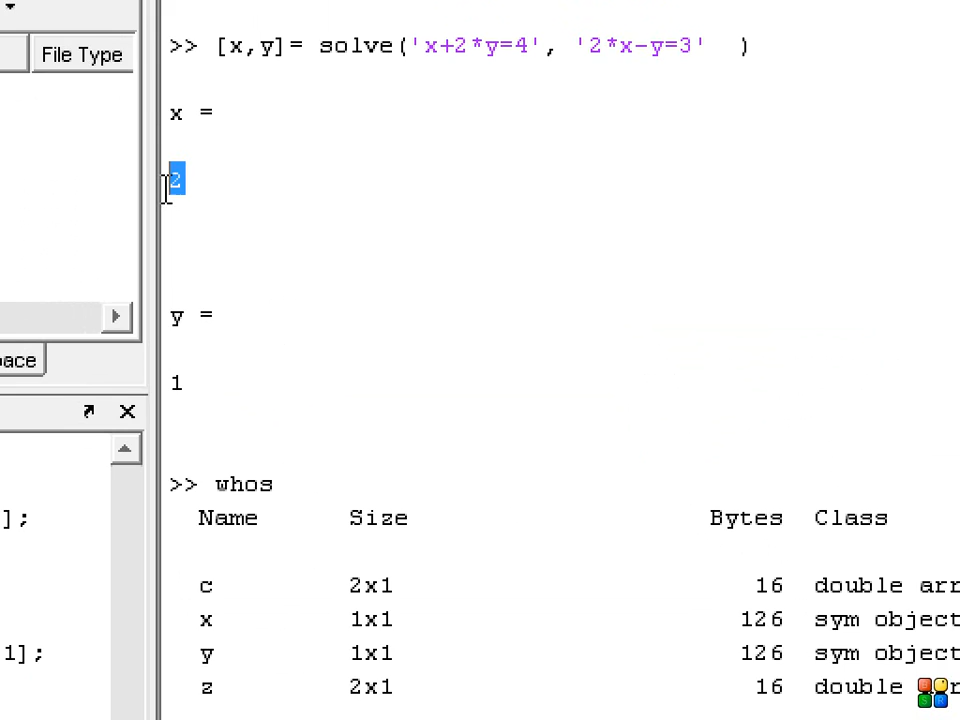 File Type
>> [x,y]= solve('x+2*y=4', '2*x-y=3' )
x =
2
y =
pace
1
>> whos
Name Size Bytes Class
];
c 2x1 16 double arr
x 1x1 126 sym object
1];
y 1x1 126 sym object
z 2x1 16 double